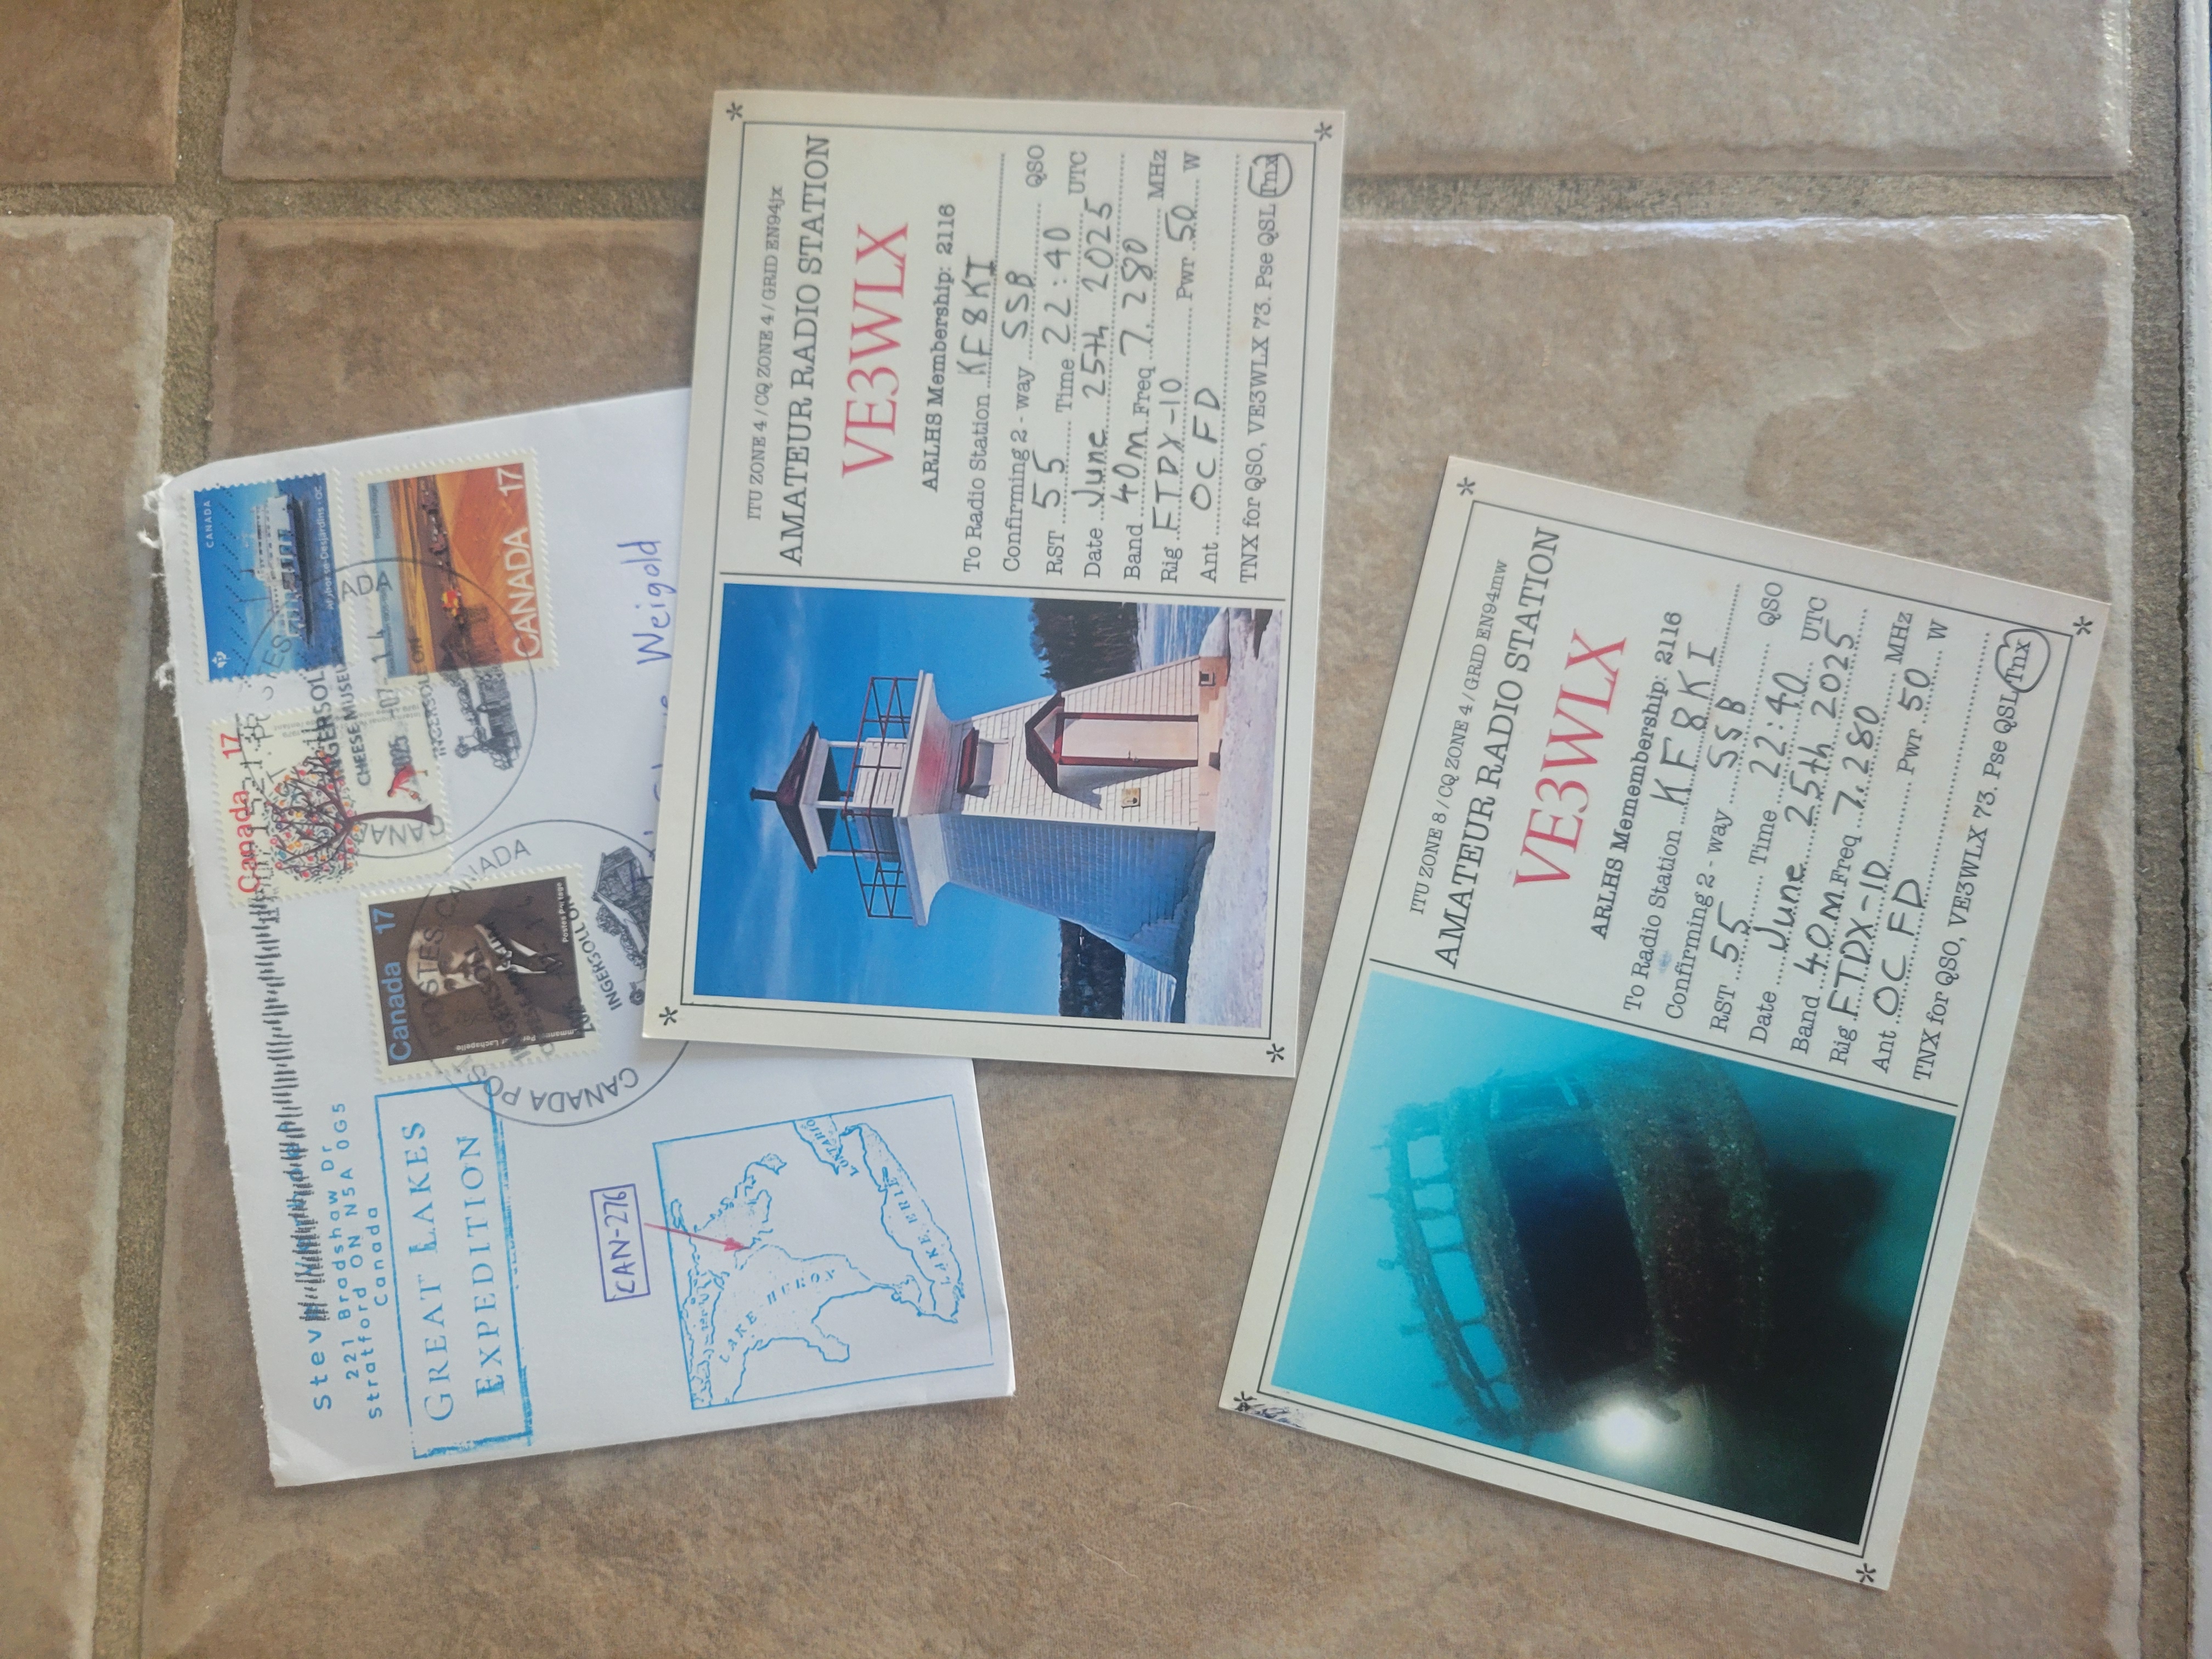 Stev
221 Bradshaw Dr
Stratford ON N5A 0G5
Canada
GREAT LAKES
EXPEDITION
CAN-276
LAKE HURON
LAKE ERIE
L. ONTARIO
Canada 17
CANADA
Canada 17
CANADA
CANADA 17
INGERSOLL
CHEESE MUSEUM
INGERSOLL ON
CANADA
Weigold
ITU ZONE 4 / CQ ZONE 4 / GRID EN94jx
AMATEUR RADIO STATION
VE3WLX
ARLHS Membership: 2116
To Radio Station KF8KI
Confirming 2 - way SSB QSO
RST 55 Time 22:40 UTC
Date June 25th 2025
Band 40m Freq 7.280 MHz
Rig FTDX-10 Pwr 50 W
Ant OCFD
TNX for QSO, VE3WLX 73. Pse QSL Tnx
ITU ZONE 8 / CQ ZONE 4 / GRID EN94mw
AMATEUR RADIO STATION
VE3WLX
ARLHS Memembership: 2116
To Radio Station KF8KI
Confirming 2 - way SSB QSO
RST 55 Time 22:40 UTC
Date June 25th 2025
Band 40M Freq 7.280 MHz
Rig FTDX-10 Pwr 50 W
Ant OCFD
TNX for QSO, VE3WLX 73. Pse QSL/Tnx